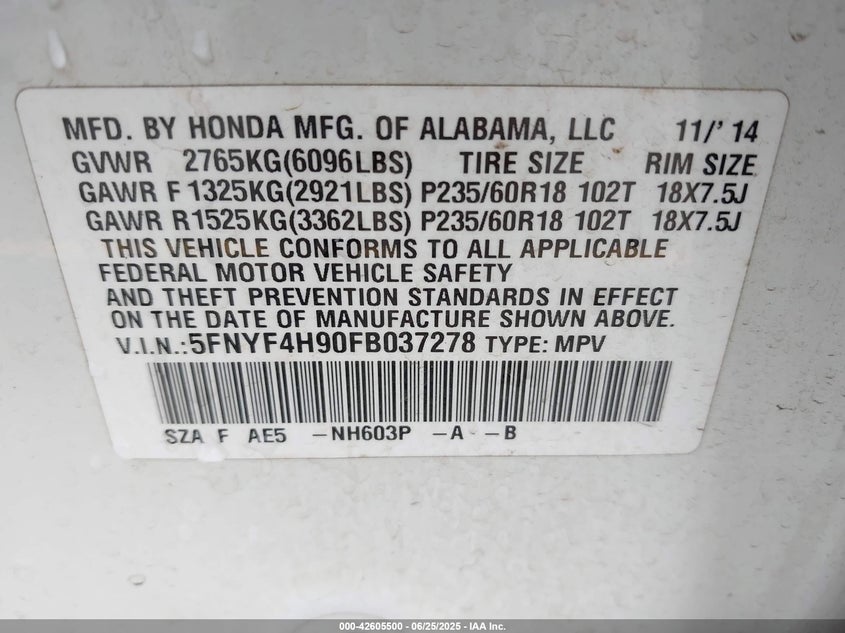 MFD. BY HONDA MFG. OF ALABAMA, LLC 11/' 14
GVWR 2765KG(6096LBS) TIRE SIZE RIM SIZE
GAWR F 1325KG(2921LBS) P235/60R18 102T 18X7.5J
GAWR R1525KG(3362LBS) P235/60R18 102T 18X7.5J
THIS VEHICLE CONFORMS TO ALL APPLICABLE
FEDERAL MOTOR VEHICLE SAFETY
AND THEFT PREVENTION STANDARDS IN EFFECT
ON THE DATE OF MANUFACTURE SHOWN ABOVE.
V.I.N.:5FNYF4H90FB037278 TYPE: MPV
SZA F AE5 -NH603P -A -B
000-42605500 - 06/25/2025 - IAA Inc.